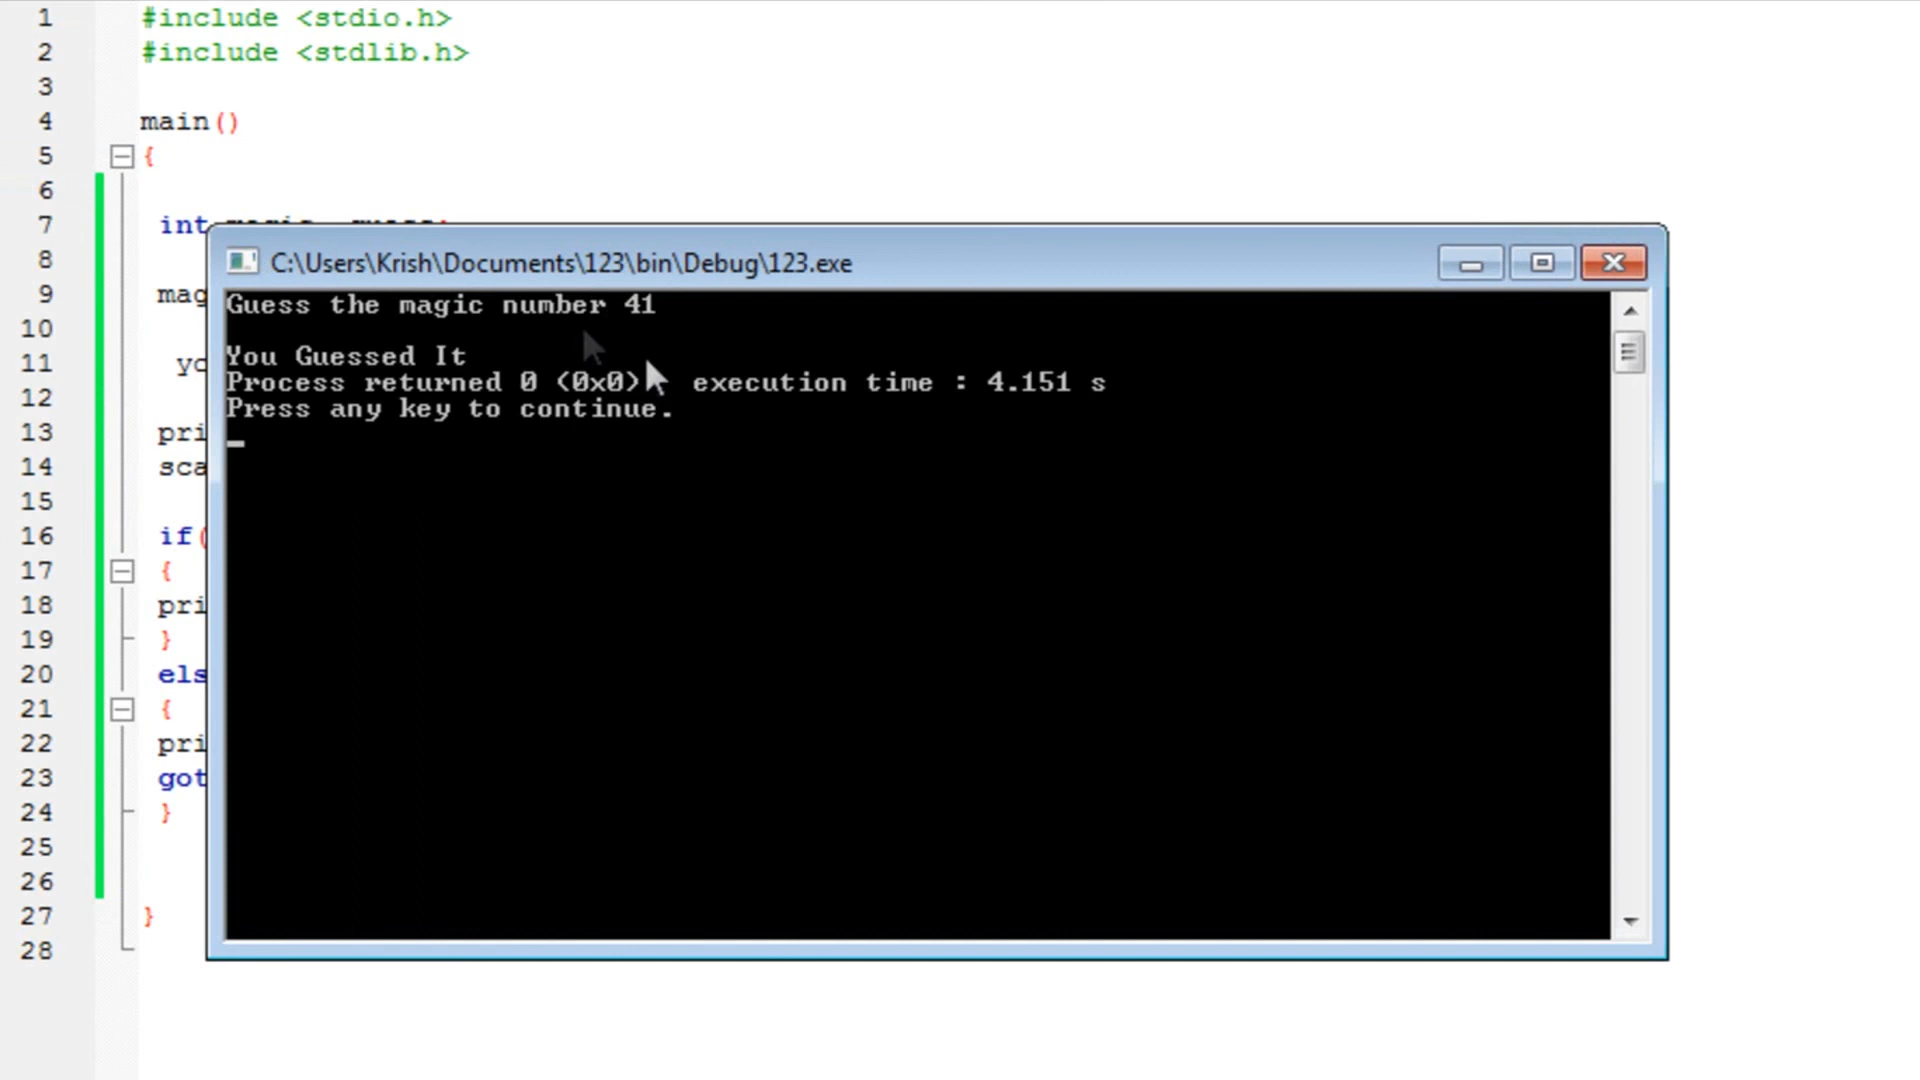 1 #include <stdio.h>
2 #include <stdlib.h>
3
4 main()
5 {
6
7 int
8
9 mag
10
11 yo
12
13 pri
14 sca
15
16 if(
17 {
18 pri
19 }
20 els
21 {
22 pri
23 got
24 }
25
26
27 }
28
C:\Users\Krish\Documents\123\bin\Debug\123.exe
Guess the magic number 41
You Guessed It
Process returned 0 (0x0) execution time : 4.151 s
Press any key to continue.